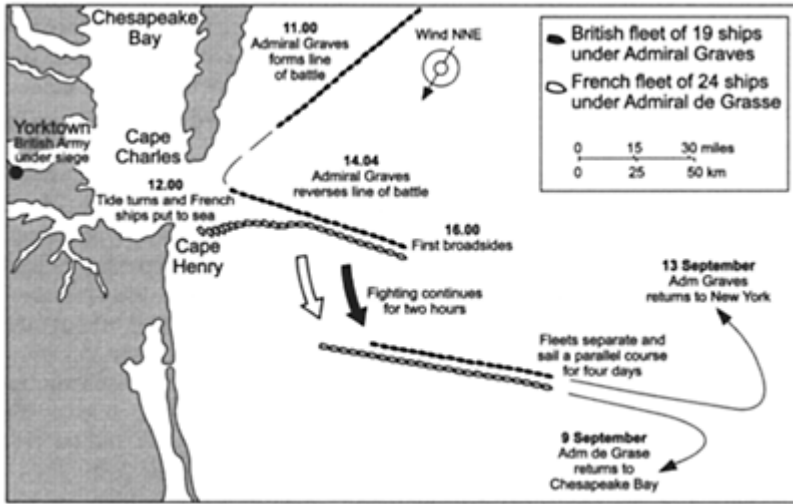 Chesapeake
Bay
11.00
Admiral Graves
forms line
of battle
Wind NNE
British fleet of 19 ships
under Admiral Graves
French fleet of 24 ships
under Admiral de Grasse
0 15 30 miles
0 25 50 km
Yorktown
British Army
under siege
Cape
Charles
12.00
Tide turns and French
ships put to sea
Cape
Henry
14.04
Admiral Graves
reverses line of battle
16.00
First broadsides
Fighting continues
for two hours
13 September
Adm Graves
returns to New York
Fleets separate and
sail a parallel course
for four days
9 September
Adm de Grase
returns to
Chesapeake Bay